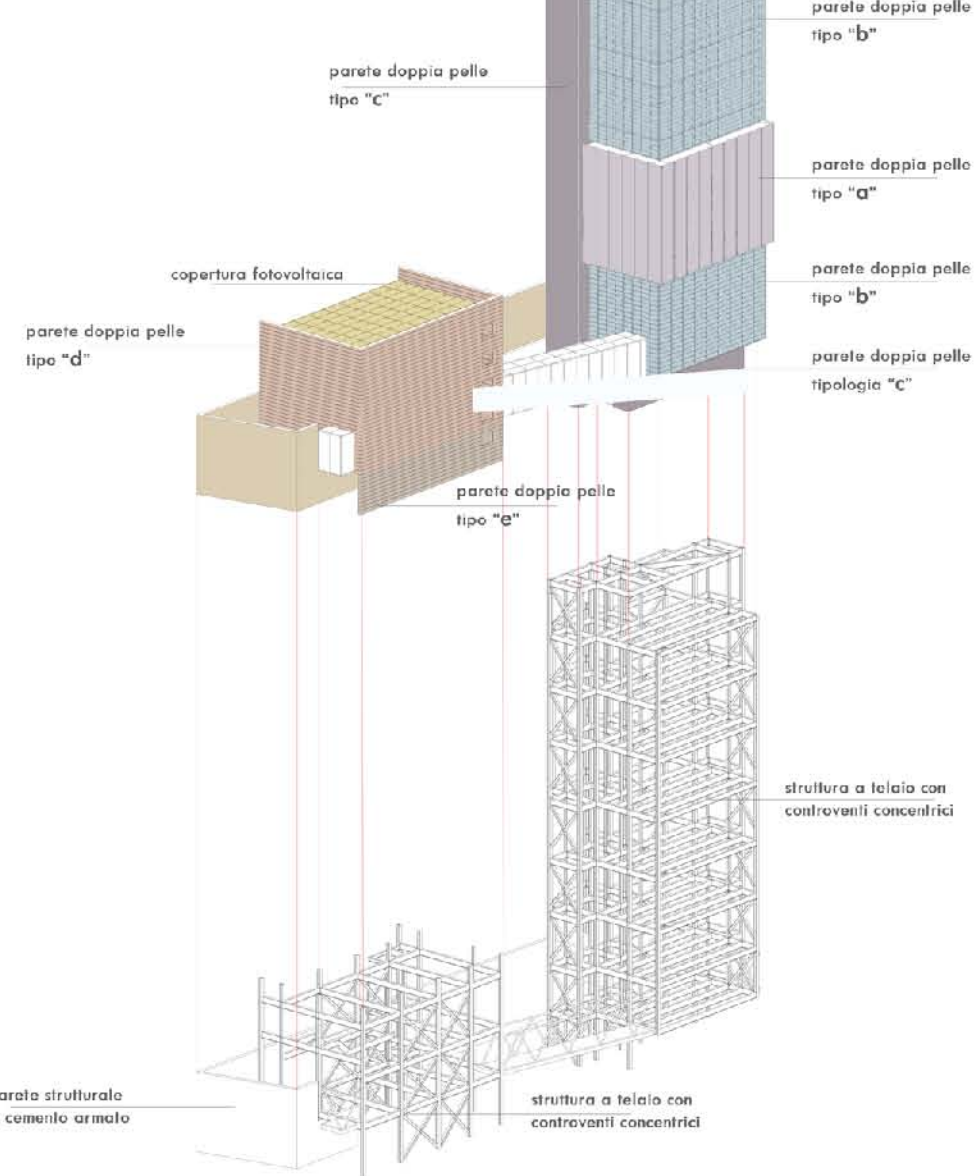 parete doppia pelle
tipo "b"
parete doppia pelle
tipo "c"
parete doppia pelle
tipo "a"
copertura fotovoltaica
parete doppia pelle
tipo "b"
parete doppia pelle
tipo "d"
parete doppia pelle
tipologia "c"
parete doppia pelle
tipo "e"
struttura a telaio con
controventi concentrici
arete strutturale
cemento armato
struttura a telaio con
controventi concentrici